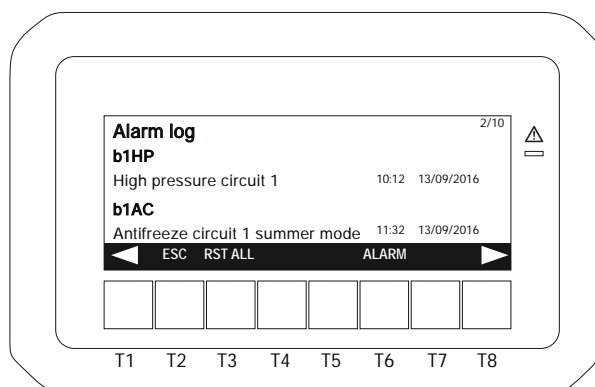 2/10
Alarm log
b1HP
High pressure circuit 1 10:12 13/09/2016
b1AC
Antifreeze circuit 1 summer mode 11:32 13/09/2016
ESC RST ALL ALARM
T1 T2 T3 T4 T5 T6 T7 T8